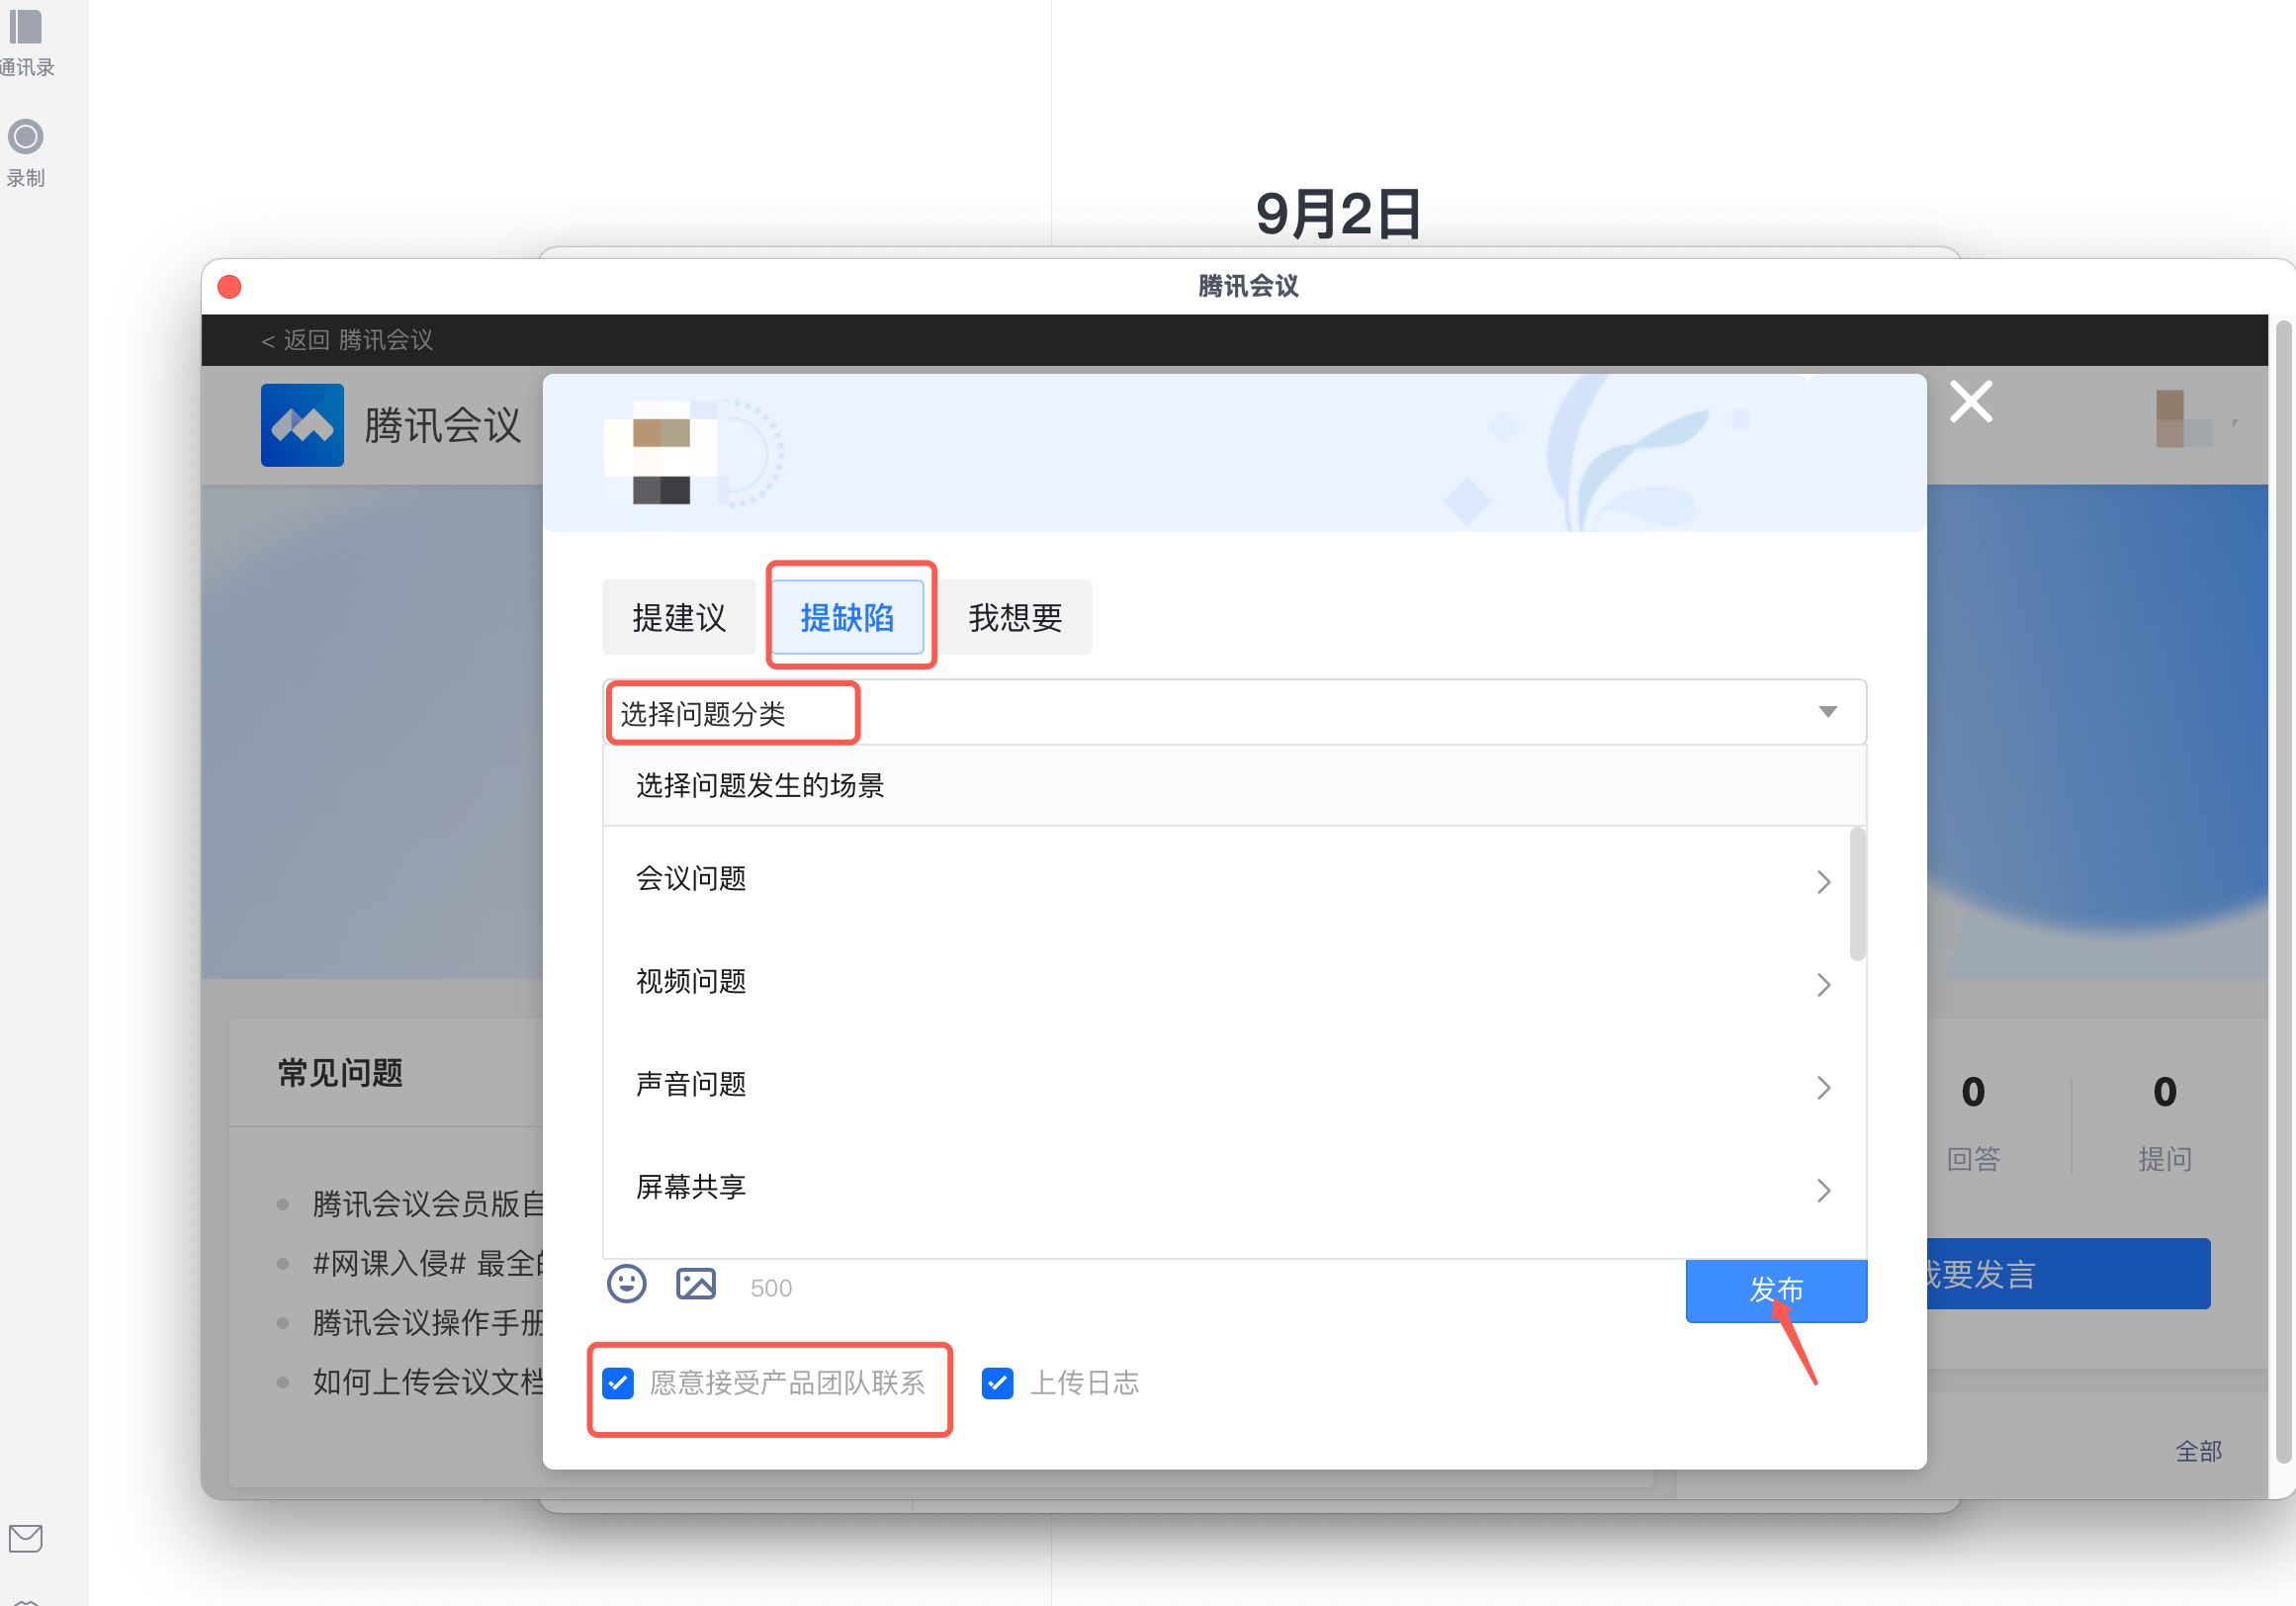 通讯录
录制
9月2日
腾讯会议
< 返回 腾讯会议
腾讯会议
提建议
提缺陷
我想要
选择问题分类
选择问题发生的场景
会议问题
视频问题
声音问题
屏幕共享
500
发布
愿意接受产品团队联系
上传日志
常见问题
腾讯会议会员版自
#网课入侵# 最全的
腾讯会议操作手册
如何上传会议文档
0
回答
0
提问
我要发言
全部